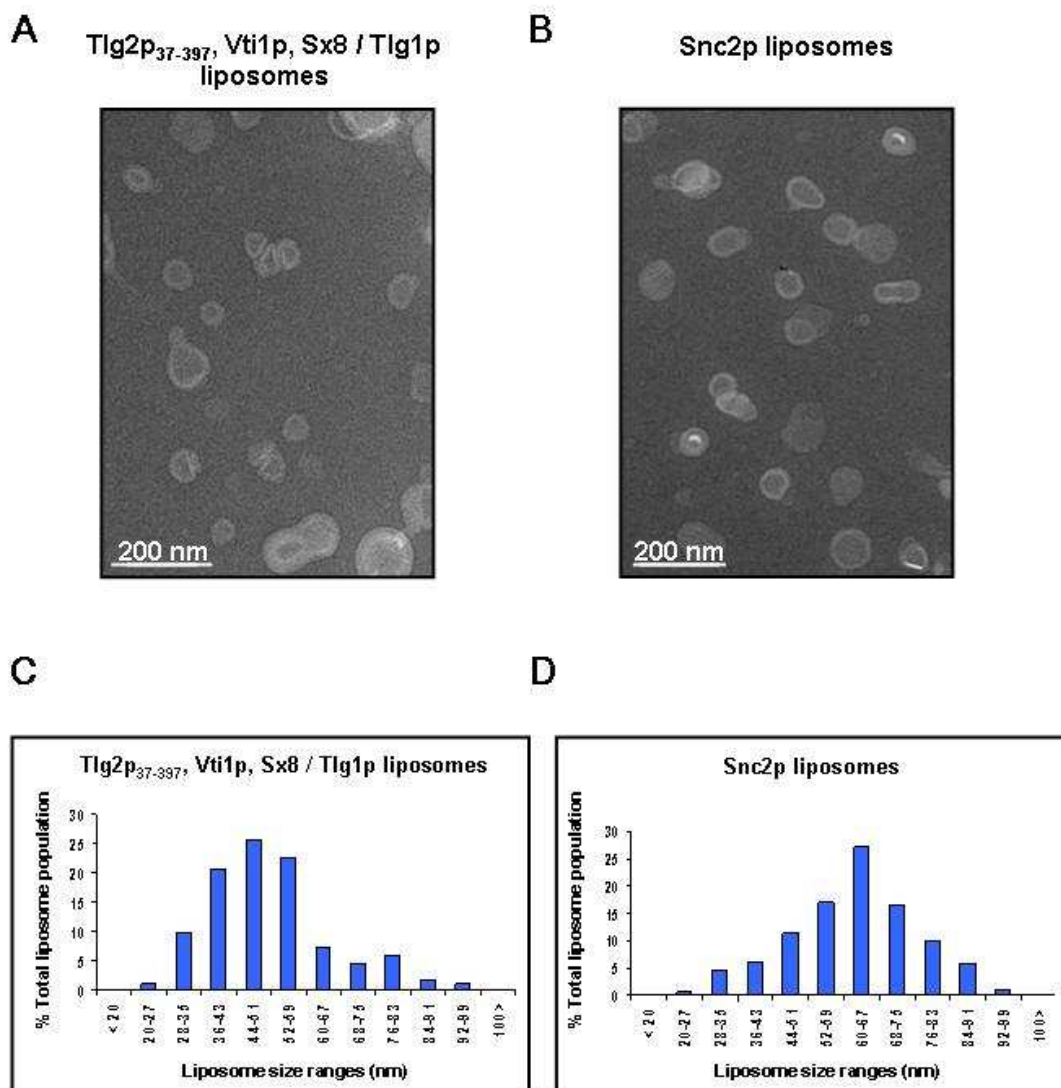 A
Tlg2p37-397, Vti1p, Sx8 / Tlg1p
liposomes
200 nm
B
Snc2p liposomes
200 nm
C
Tlg2p37-397, Vti1p, Sx8 / Tlg1p liposomes
% Total liposome population
30
25
20
15
10
5
0
< 20
20-27
28-35
36-43
44-51
52-59
60-67
68-75
76-83
84-91
92-99
100 >
Liposome size ranges (nm)
D
Snc2p liposomes
% Total liposome population
30
25
20
15
10
5
0
< 20
20-27
28-35
36-43
44-51
52-59
60-67
68-75
76-83
84-91
92-99
100 >
Liposome size ranges (nm)